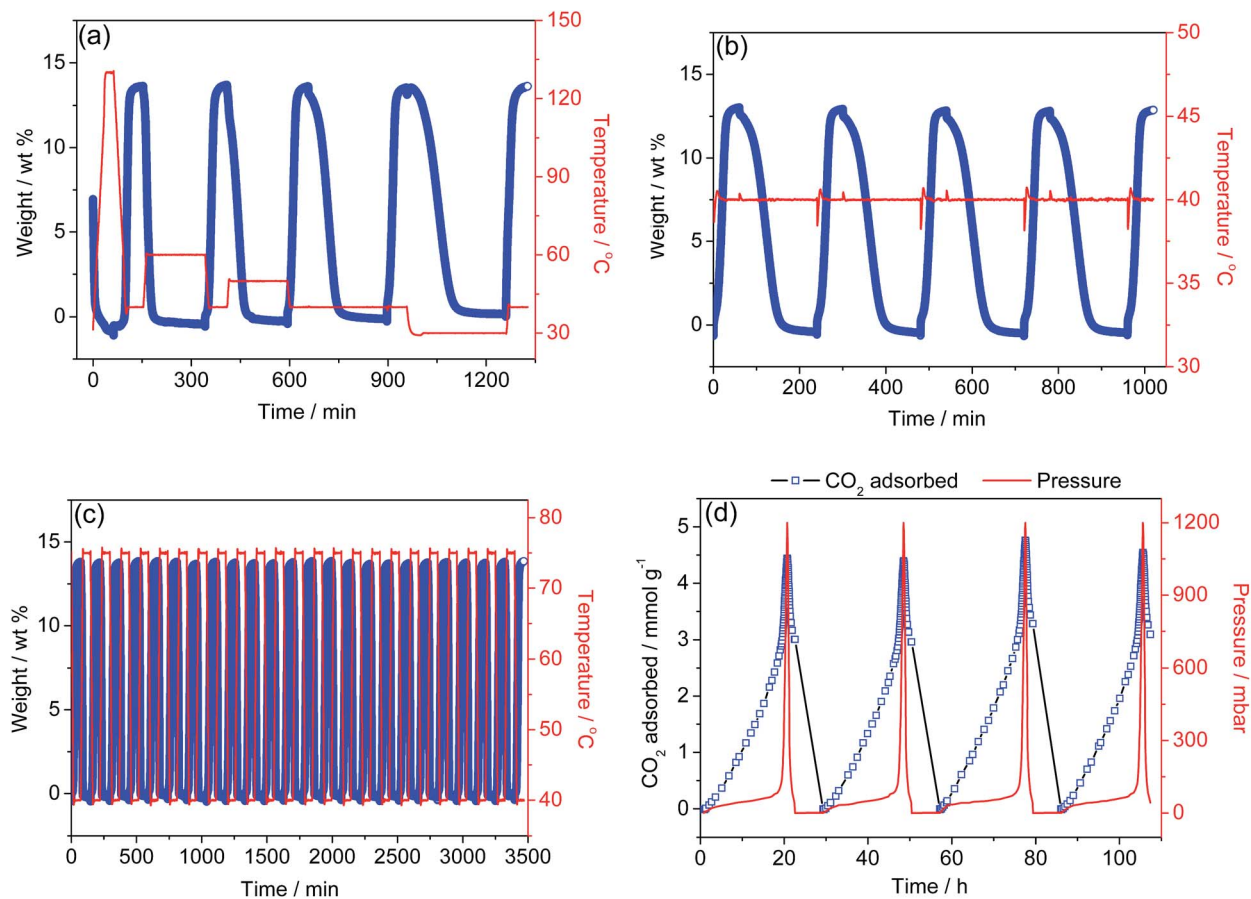 (a)
Weight / wt %
15
10
5
0
0 300 600 900 1200
Time / min
150
120
90
60
30
Temperature / °C
(b)
Weight / wt %
15
10
5
0
0 200 400 600 800 1000
Time / min
50
45
40
35
30
Temperature / °C
(c)
Weight / wt %
15
10
5
0
0 500 1000 1500 2000 2500 3000 3500
Time / min
80
75
70
65
60
55
50
45
40
Temperature / °C
CO₂ adsorbed Pressure
(d)
CO₂ adsorbed / mmol g⁻¹
5
4
3
2
1
0
0 20 40 60 80 100
Time / h
1200
900
600
300
0
Pressure / mbar